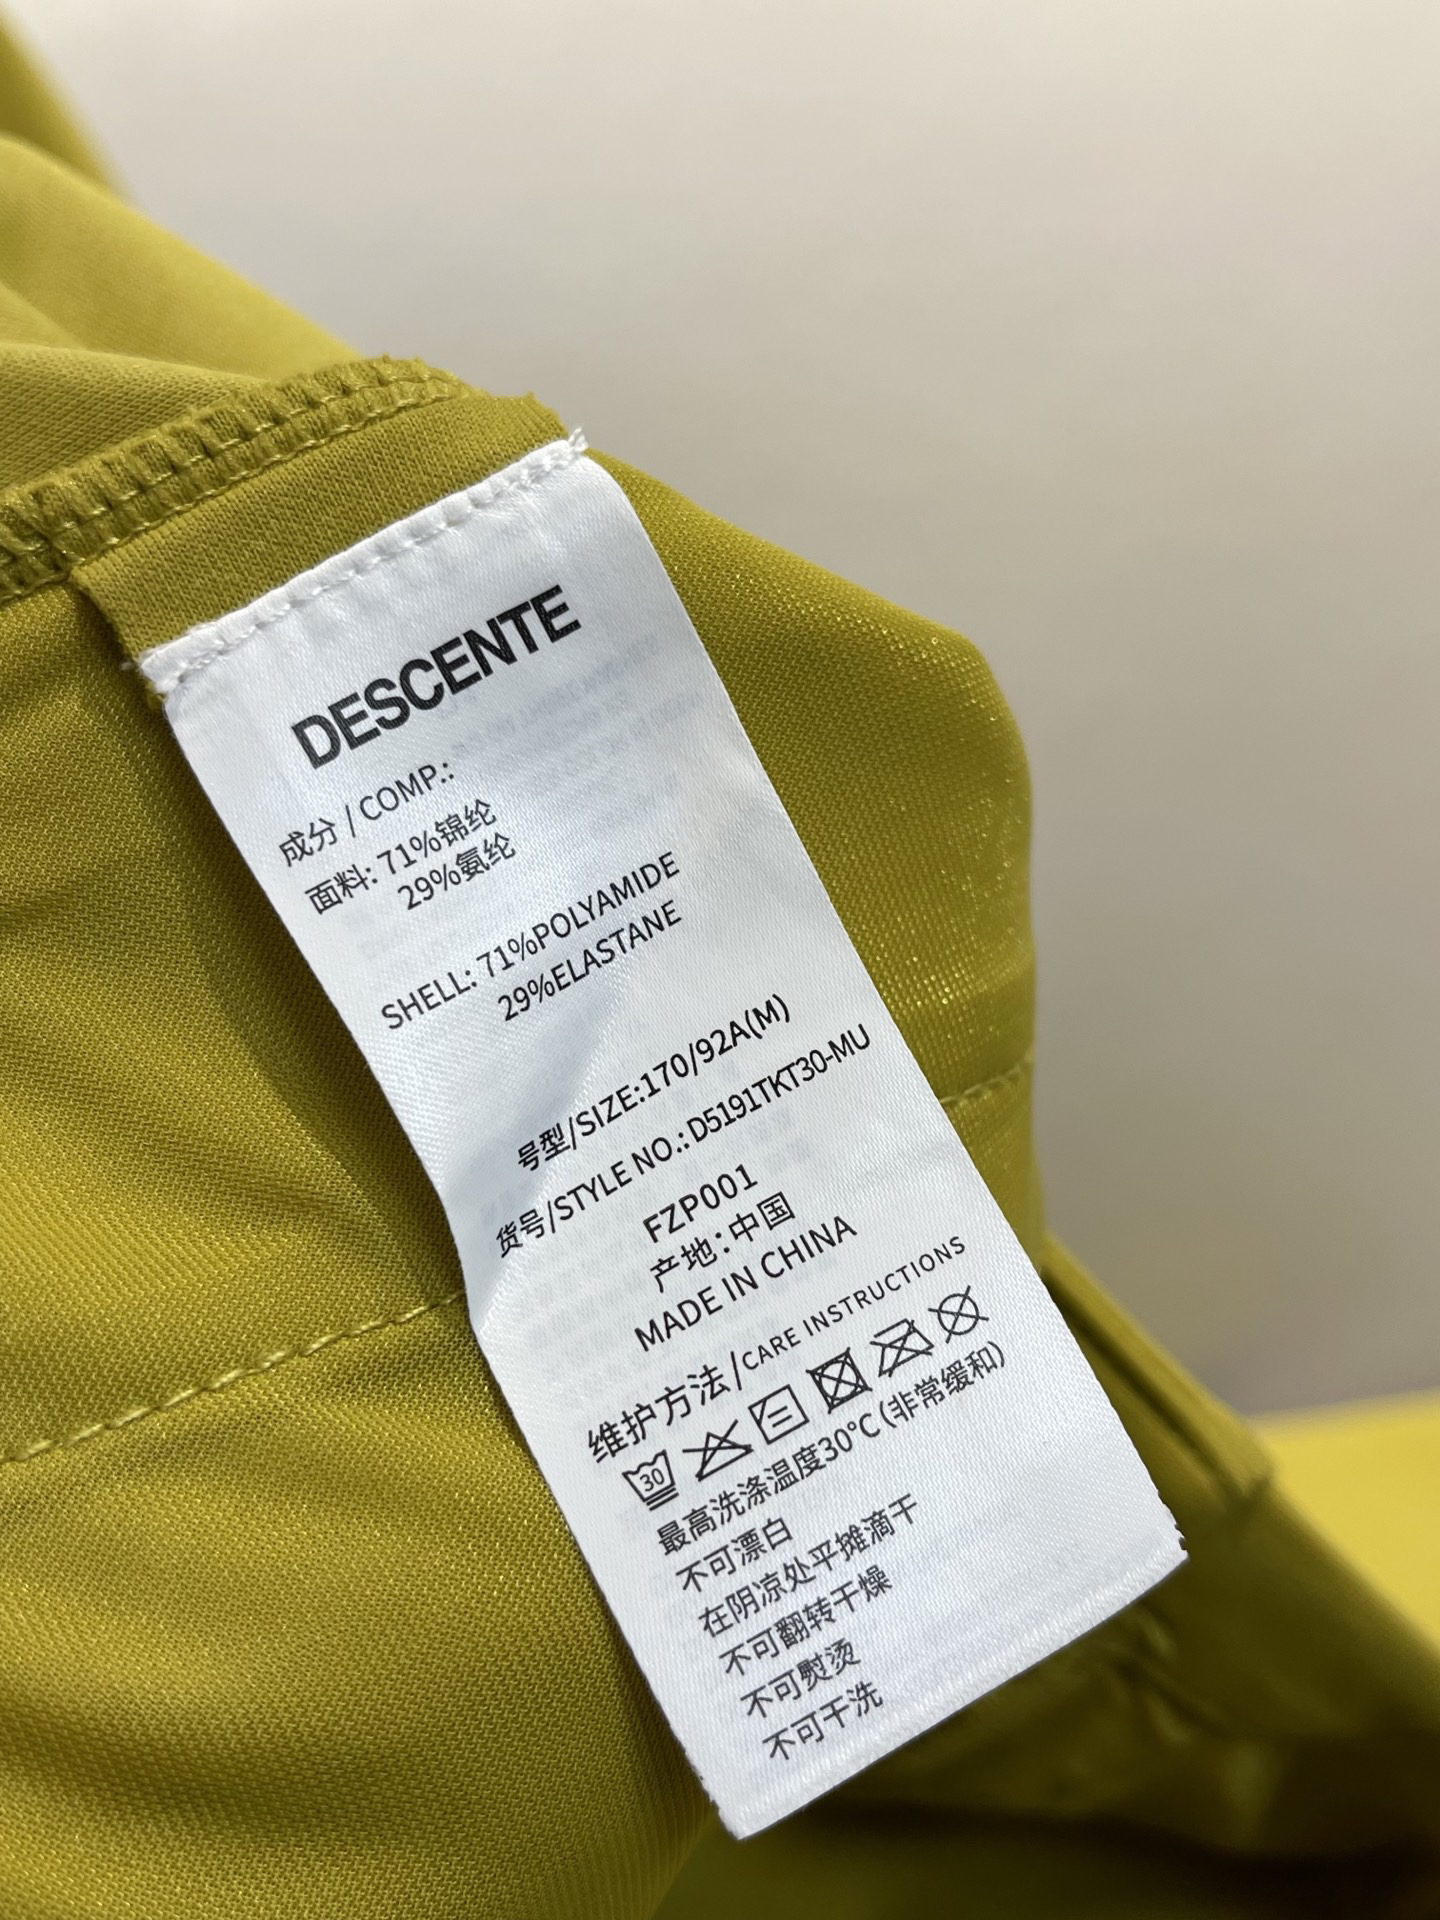 DESCENTE
成分 / COMP.:
面料: 71%锦纶
29%氨纶
SHELL: 71%POLYAMIDE
29%ELASTANE
号型/SIZE:170/92A(M)
货号/STYLE NO.: D5191TKT30-MU
FZP001
产地: 中国
MADE IN CHINA
维护方法/CARE INSTRUCTIONS
30
最高洗涤温度30°C(非常缓和)
不可漂白
在阴凉处平摊滴干
不可翻转干燥
不可熨烫
不可干洗